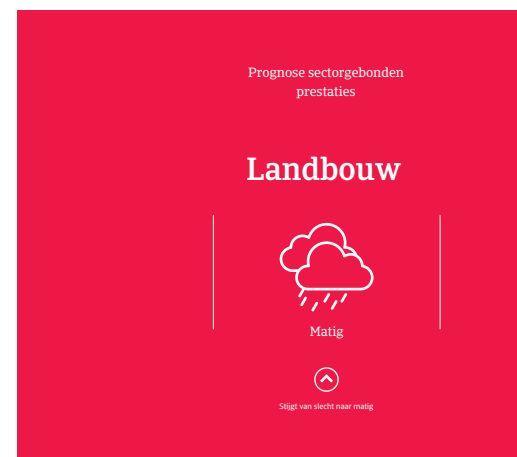 Prognose sectorgebonden
prestaties
Landbouw
Matig
Stijgt van slecht naar matig